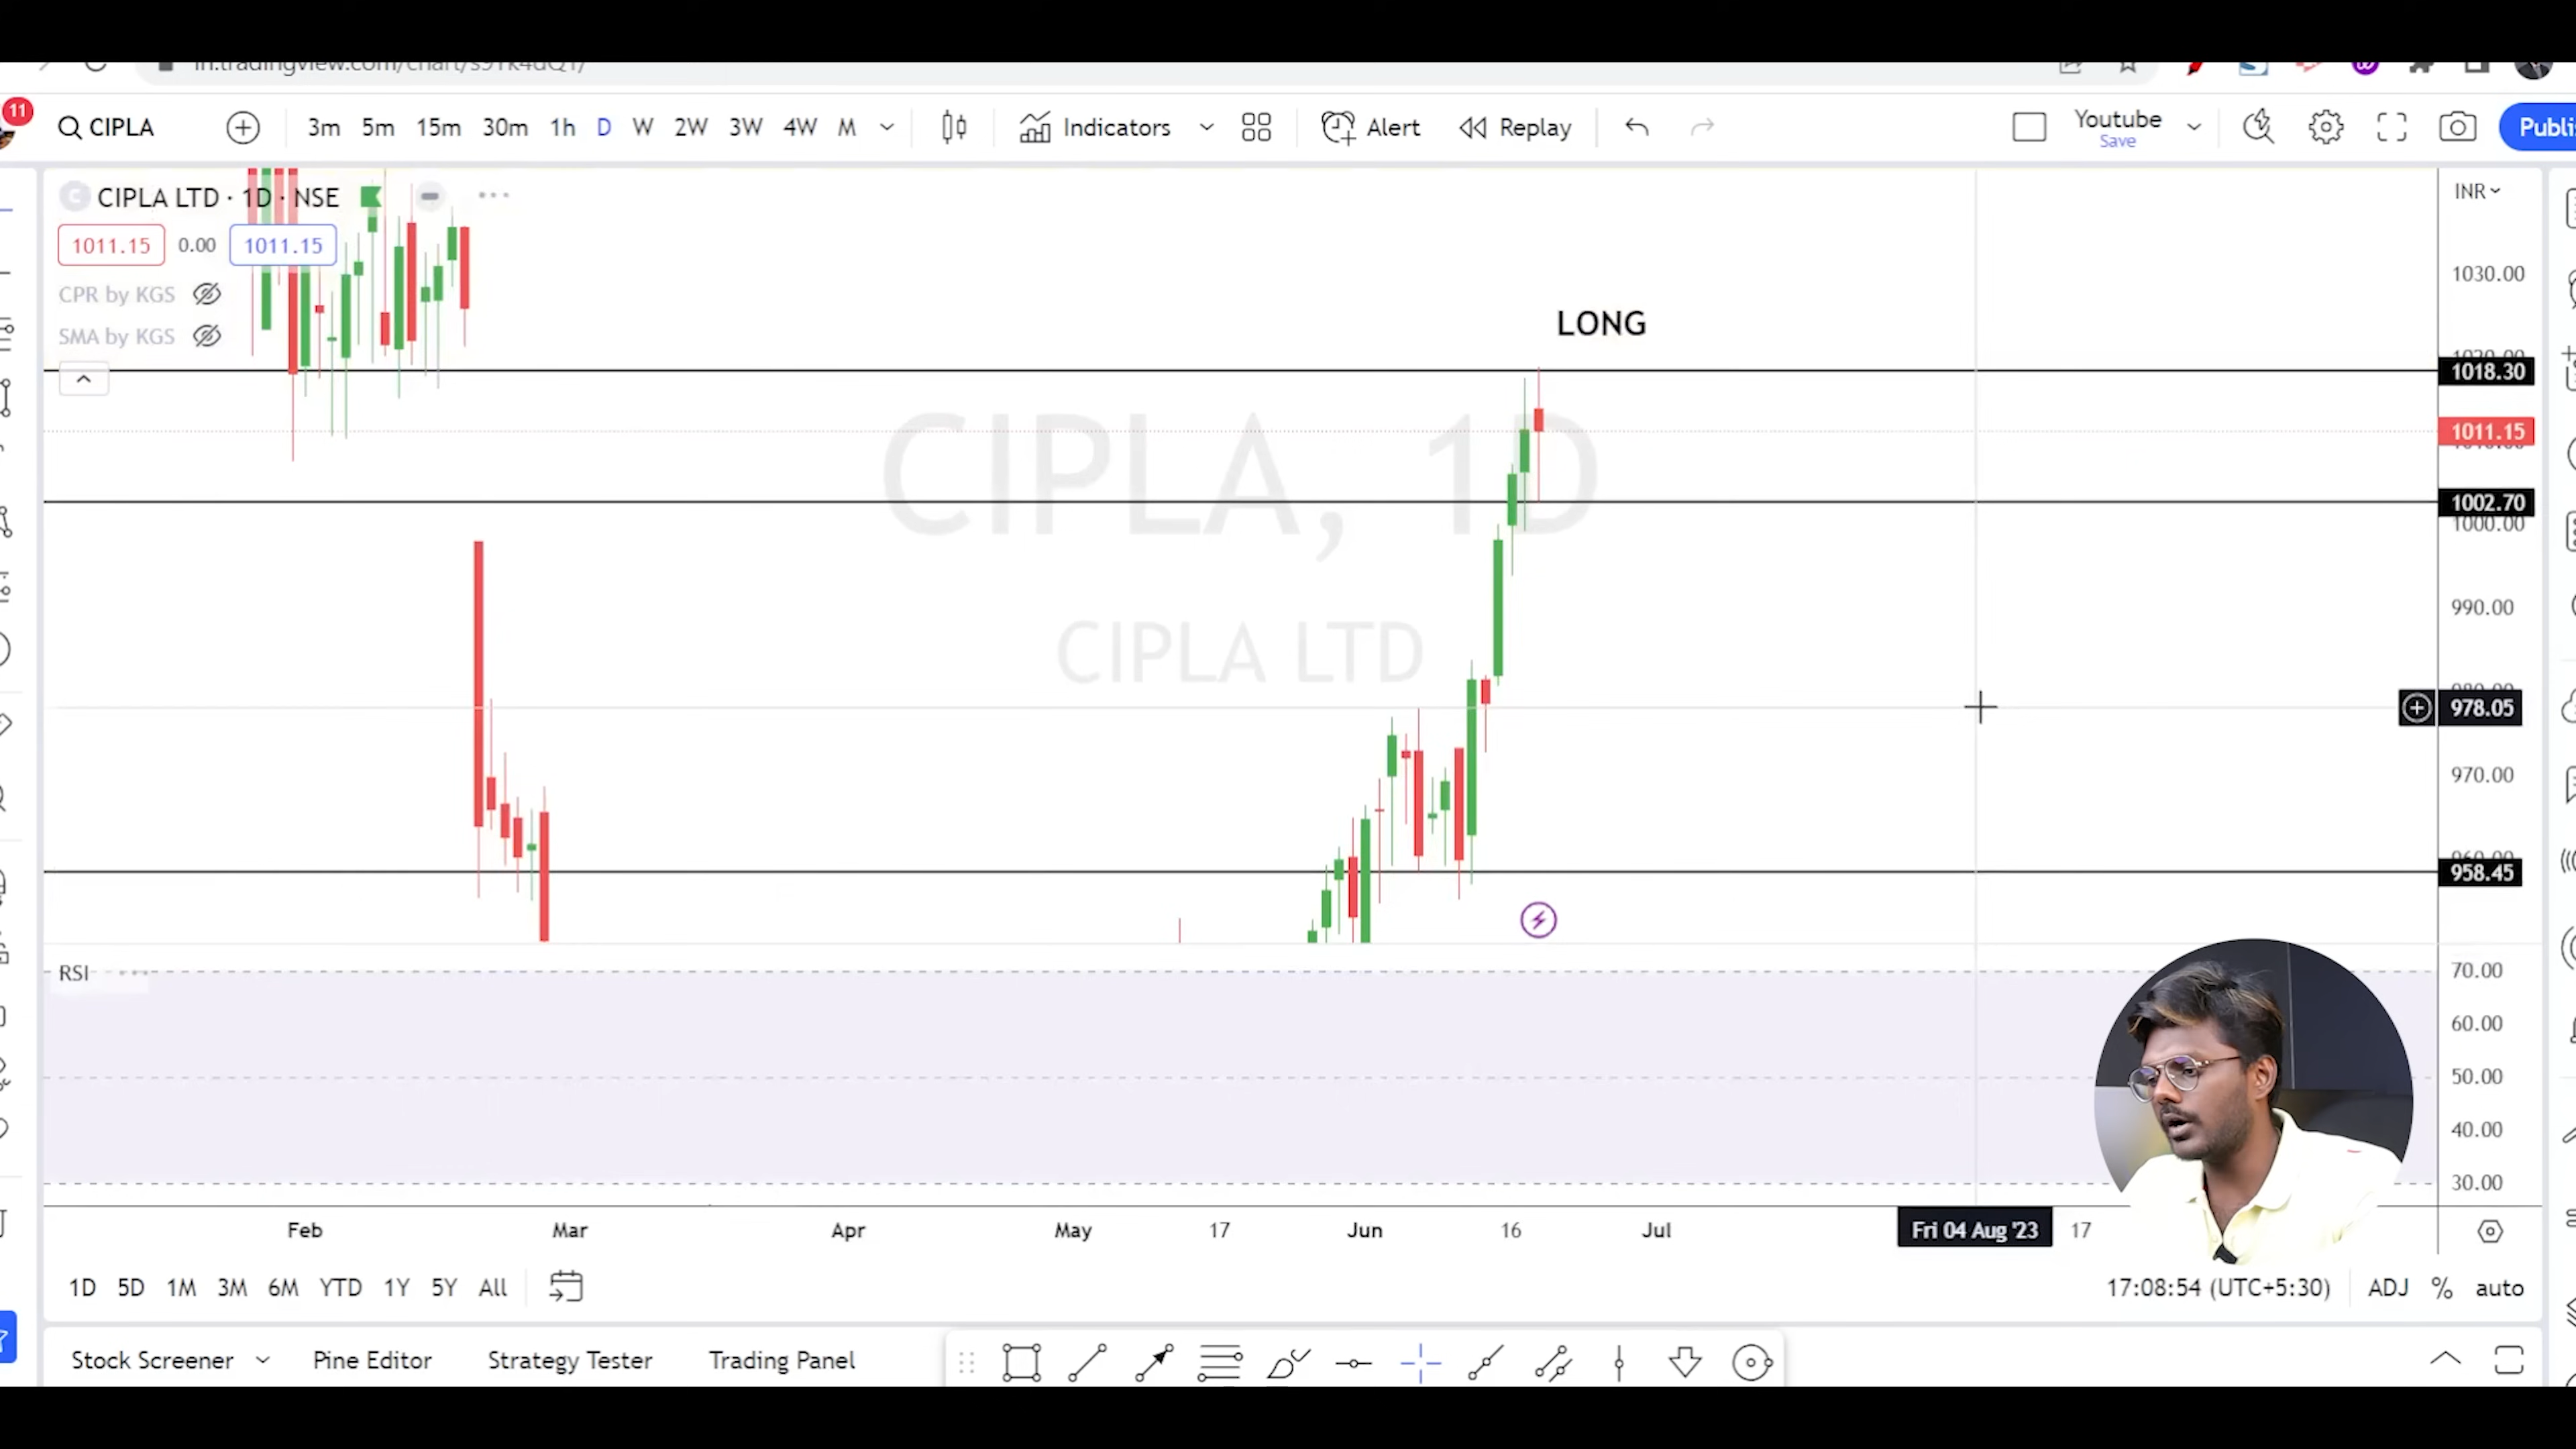 11
CIPLA
3m 5m 15m 30m 1h D W 2W 3W 4W M
Indicators
Alert
Replay
Youtube
Save
CIPLA LTD · 1D · NSE
1011.15 0.00 1011.15
CPR by KGS
SMA by KGS
INR
1030.00
LONG
1018.30
1011.15
1002.70
1000.00
990.00
978.05
970.00
958.45
CIPLA, 1D
CIPLA LTD
RSI
70.00
60.00
50.00
40.00
30.00
Feb Mar Apr May 17 Jun 16 Jul Fri 04 Aug '23 17
1D 5D 1M 3M 6M YTD 1Y 5Y All
17:08:54 (UTC+5:30) ADJ % auto
Stock Screener Pine Editor Strategy Tester Trading Panel